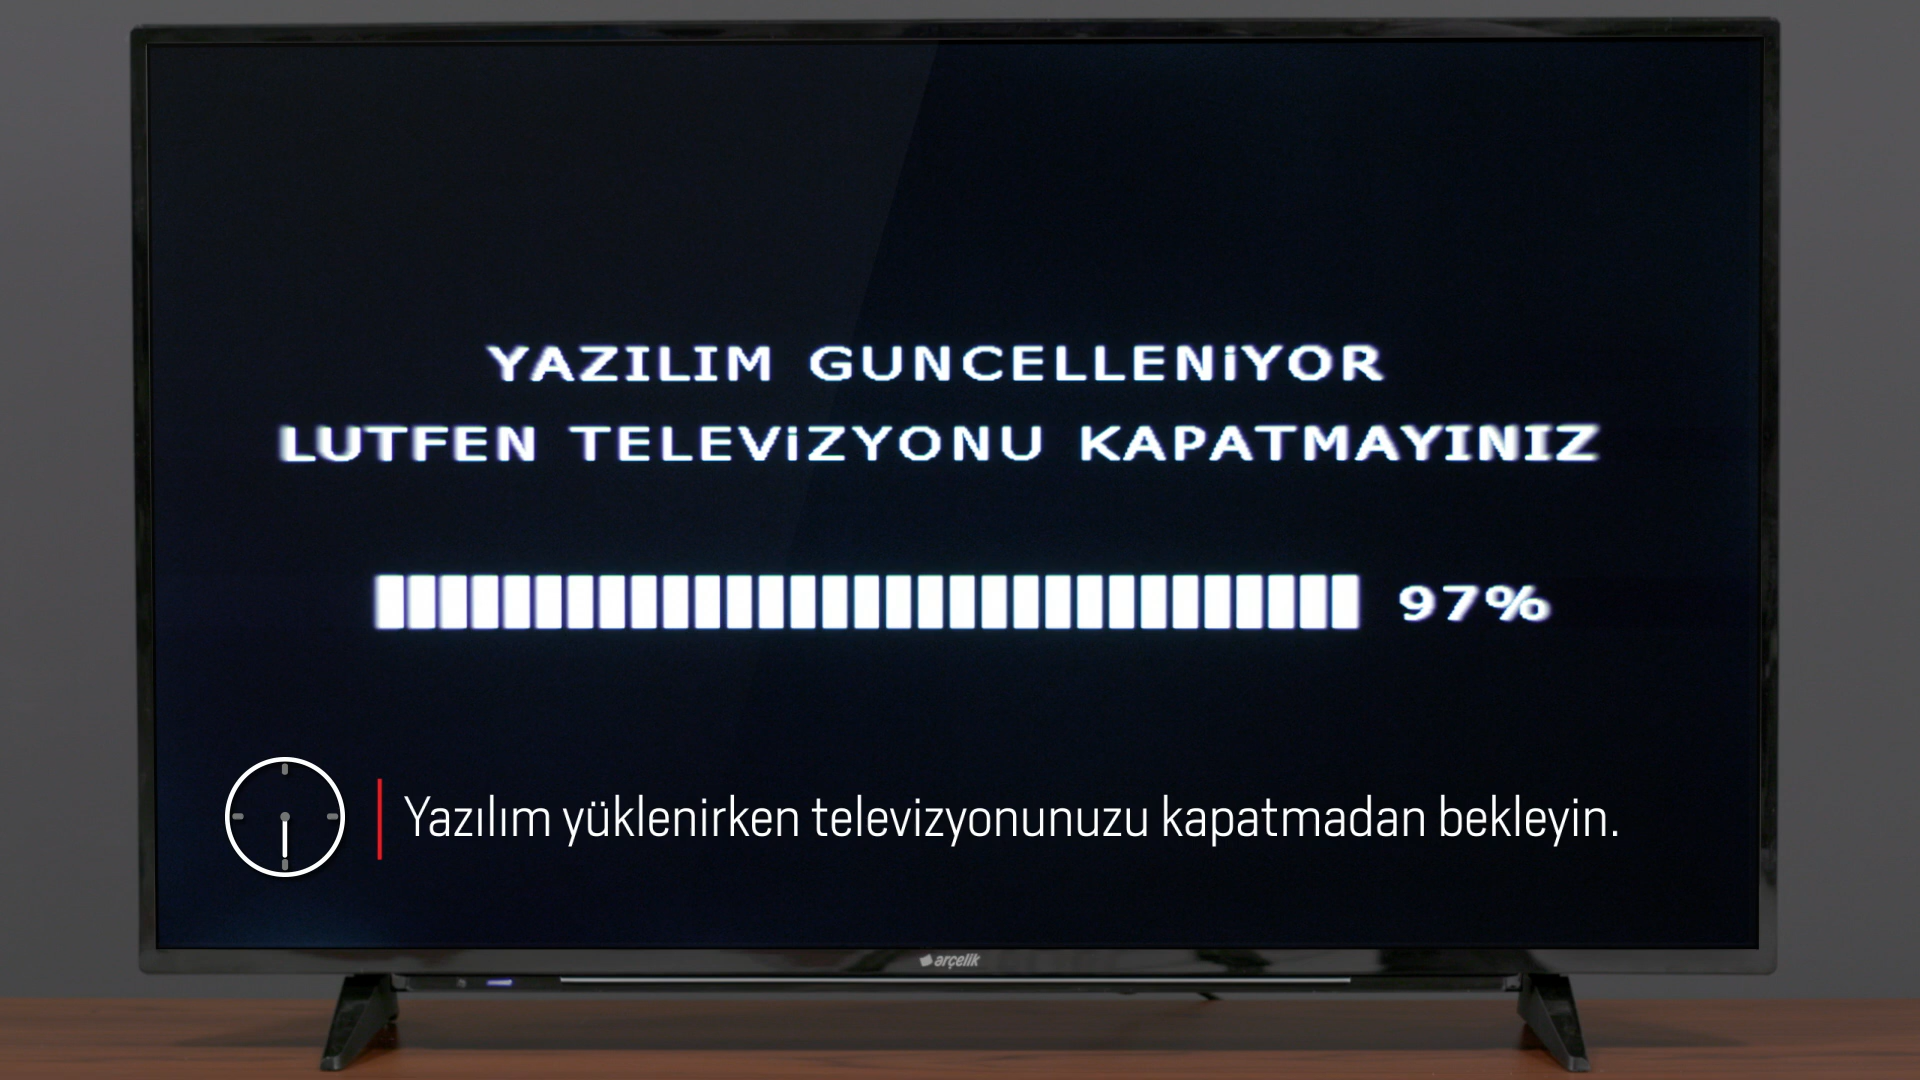 YAZILIM GUNCELLENiYOR
LUTFEN TELEViZYONU KAPATMAYINIZ
97%
Yazılım yüklenirken televizyonunuzu kapatmadan bekleyin.
arçelik